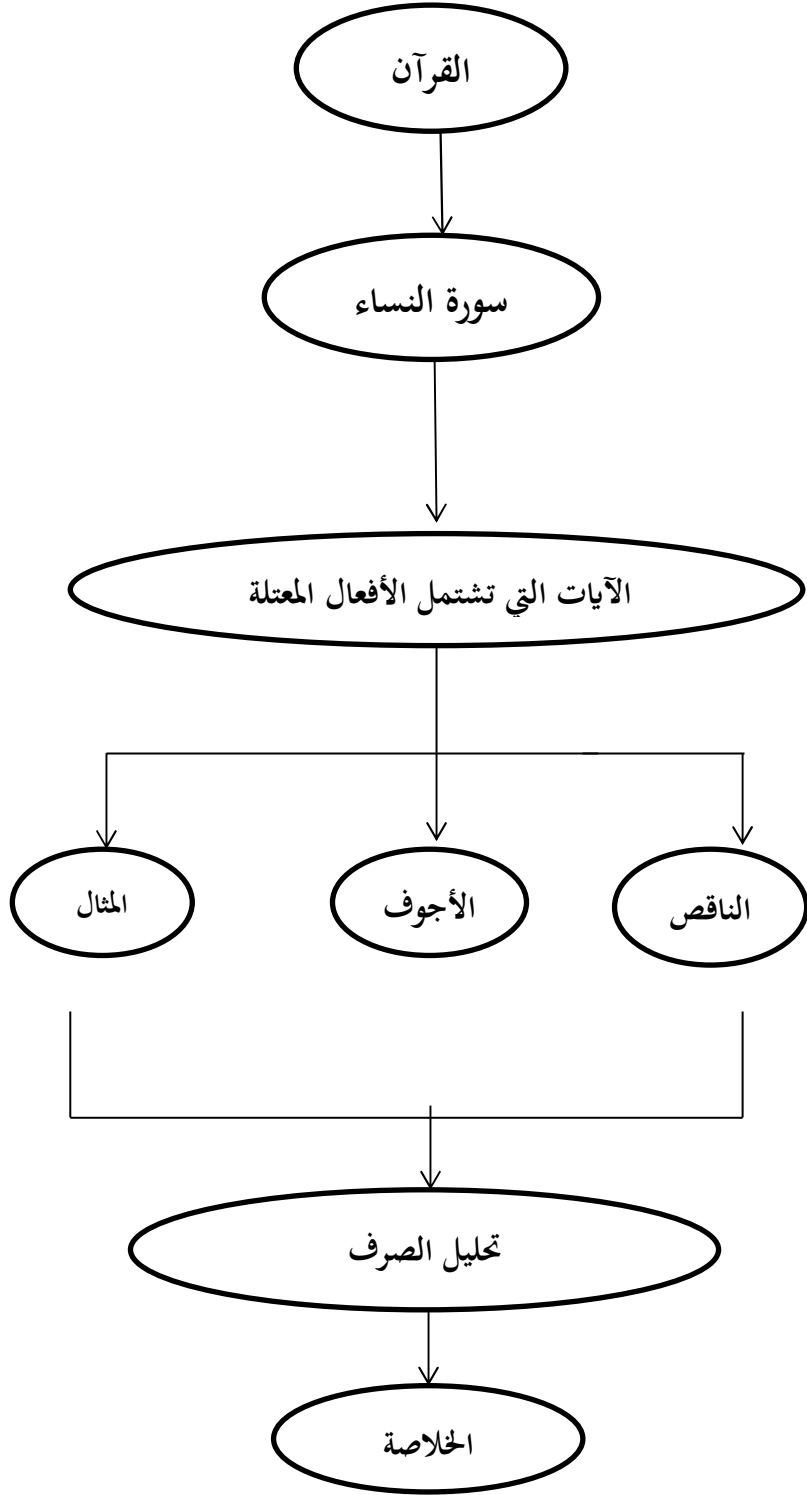 القرآن
سورة النساء
الآيات التي تشتمل الأفعال المعتلة
الناقص
الأجوف
المثال
تحليل الصرف
الخلاصة